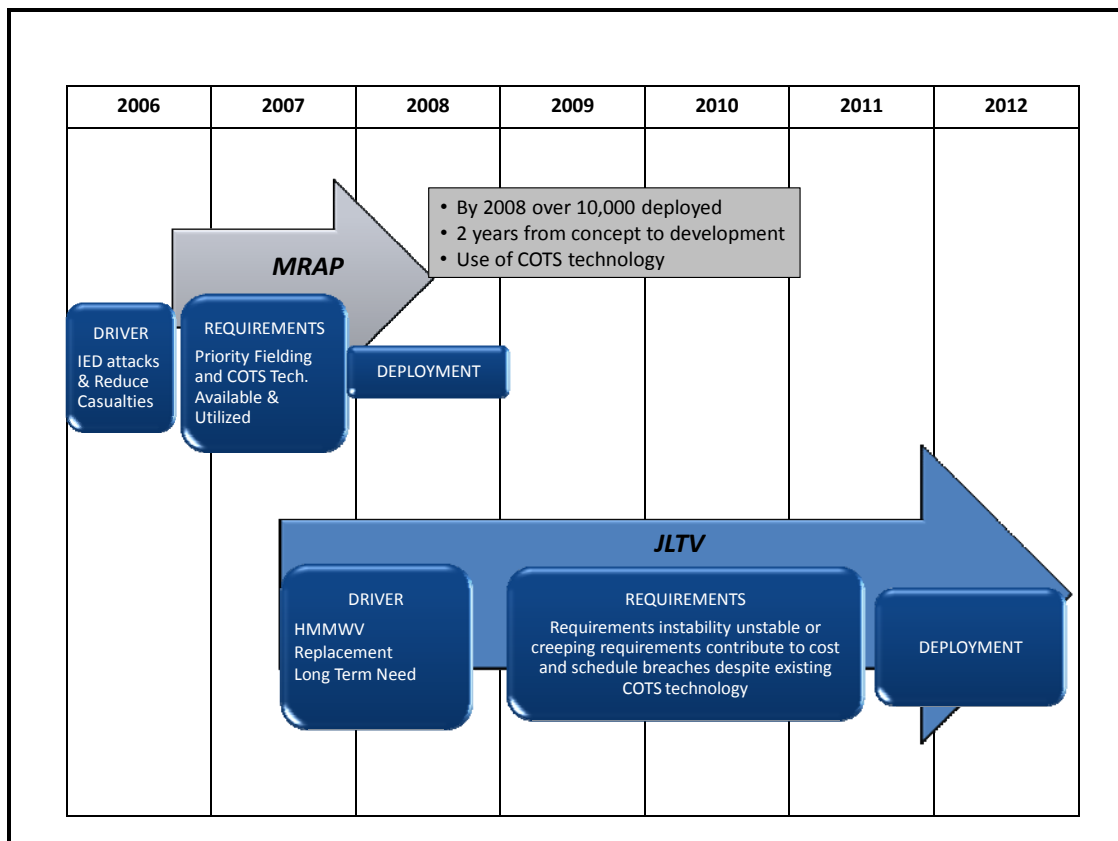 2006 2007 2008 2009 2010 2011 2012
• By 2008 over 10,000 deployed
• 2 years from concept to development
• Use of COTS technology
MRAP
DRIVER
IED attacks
& Reduce
Casualties
REQUIREMENTS
Priority Fielding
and COTS Tech.
Available &
Utilized
DEPLOYMENT
JLTV
DRIVER
HMMWV
Replacement
Long Term Need
REQUIREMENTS
Requirements instability unstable or
creeping requirements contribute to cost
and schedule breaches despite existing
COTS technology
DEPLOYMENT